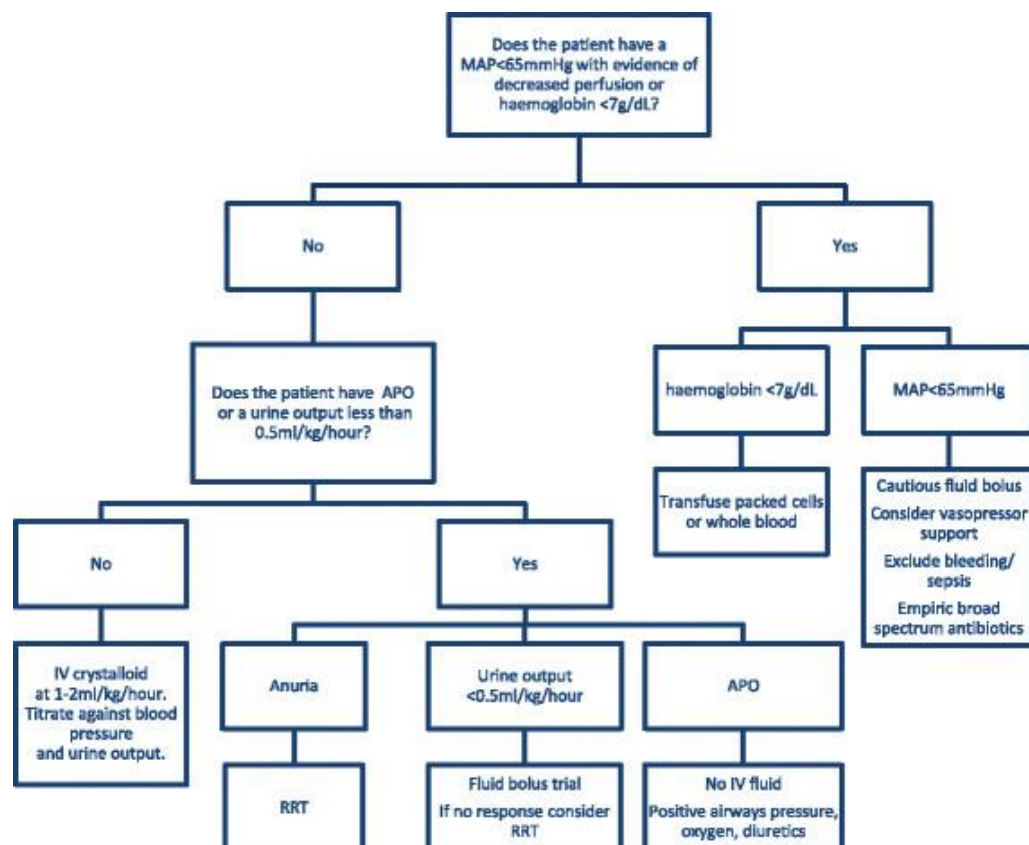 Does the patient have a
MAP<65mmHg with evidence of
decreased perfusion or
haemoglobin <7g/dL?
No
Yes
Does the patient have APO
or a urine output less than
0.5ml/kg/hour?
haemoglobin <7g/dL
MAP<65mmHg
Transfuse packed cells
or whole blood
Cautious fluid bolus
Consider vasopressor
support
Exclude bleeding/
sepsis
Empiric broad
spectrum antibiotics
No
Yes
IV crystalloid
at 1-2ml/kg/hour.
Titrate against blood
pressure
and urine output.
Anuria
Urine output
<0.5ml/kg/hour
APO
RRT
Fluid bolus trial
If no response consider
RRT
No IV fluid
Positive airways pressure,
oxygen, diuretics